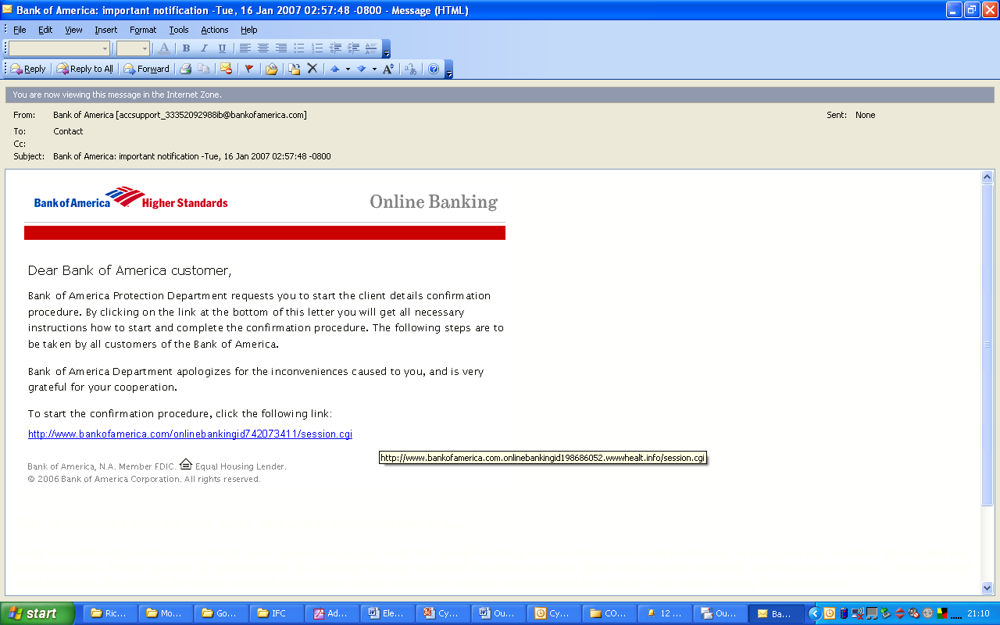 Bank of America: important notification -Tue, 16 Jan 2007 02:57:48 -0800 - Message (HTML)
File Edit View Insert Format Tools Actions Help
A B I U
Reply Reply to All Forward
You are now viewing this message in the Internet Zone.
From: Bank of America [accsupport_33352092988ib@bankofamerica.com] Sent: None
To: Contact
Cc:
Subject: Bank of America: important notification -Tue, 16 Jan 2007 02:57:48 -0800
Bank of America Higher Standards Online Banking
Dear Bank of America customer,
Bank of America Protection Department requests you to start the client details confirmation
procedure. By clicking on the link at the bottom of this letter you will get all necessary
instructions how to start and complete the confirmation procedure. The following steps are to
be taken by all customers of the Bank of America.
Bank of America Department apologizes for the inconveniences caused to you, and is very
grateful for your cooperation.
To start the confirmation procedure, click the following link:
http://www.bankofamerica.com/onlinebankingid742073411/session.cgi
http://www.bankofamerica.com.onlinebankingid198686052.wwwhealt.info/session.cgi
Bank of America, N.A. Member FDIC. Equal Housing Lender.
© 2006 Bank of America Corporation. All rights reserved.
start Ric... Mo... Go... IFC Ad... Ele... Cy... Ou... Cy... CO... 12 ... Ou... Ba... 21:10